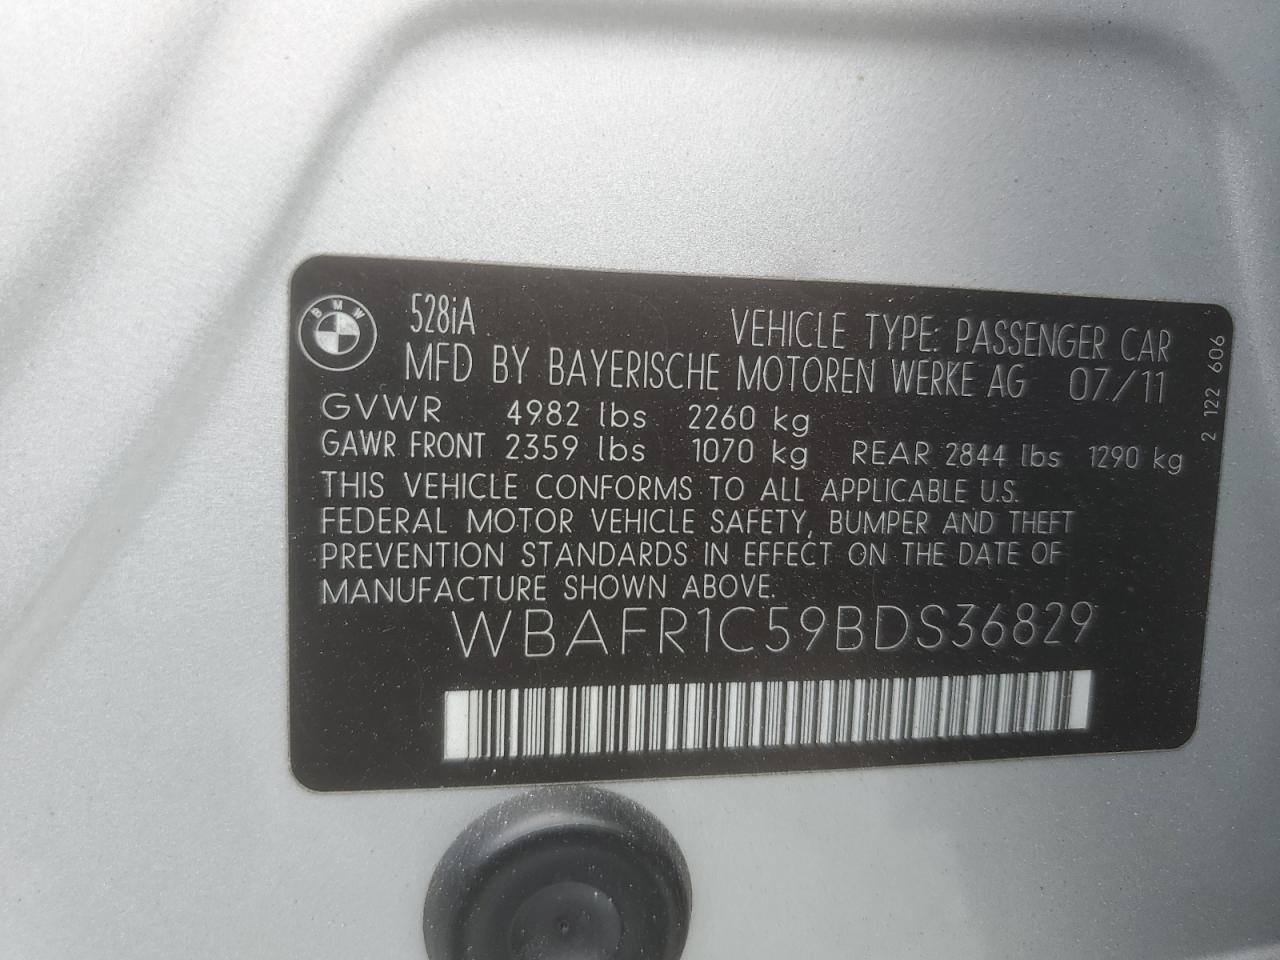 BMW
528iA
VEHICLE TYPE: PASSENGER CAR
MFD BY BAYERISCHE MOTOREN WERKE AG 07/11
GVWR 4982 lbs 2260 kg
GAWR FRONT 2359 lbs 1070 kg REAR 2844 lbs 1290 kg
THIS VEHICLE CONFORMS TO ALL APPLICABLE U.S.
FEDERAL MOTOR VEHICLE SAFETY, BUMPER AND THEFT
PREVENTION STANDARDS IN EFFECT ON THE DATE OF
MANUFACTURE SHOWN ABOVE.
WBAFR1C59BDS36829
2 122 606